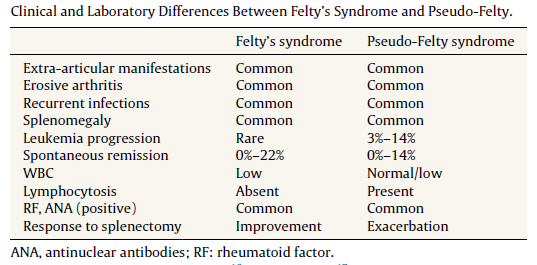 Clinical and Laboratory Differences Between Felty's Syndrome and Pseudo-Felty.
Felty's syndrome Pseudo-Felty syndrome
Extra-articular manifestations Common Common
Erosive arthritis Common Common
Recurrent infections Common Common
Splenomegaly Common Common
Leukemia progression Rare 3%–14%
Spontaneous remission 0%–22% 0%–14%
WBC Low Normal/low
Lymphocytosis Absent Present
RF, ANA (positive) Common Common
Response to splenectomy Improvement Exacerbation
ANA, antinuclear antibodies; RF: rheumatoid factor.